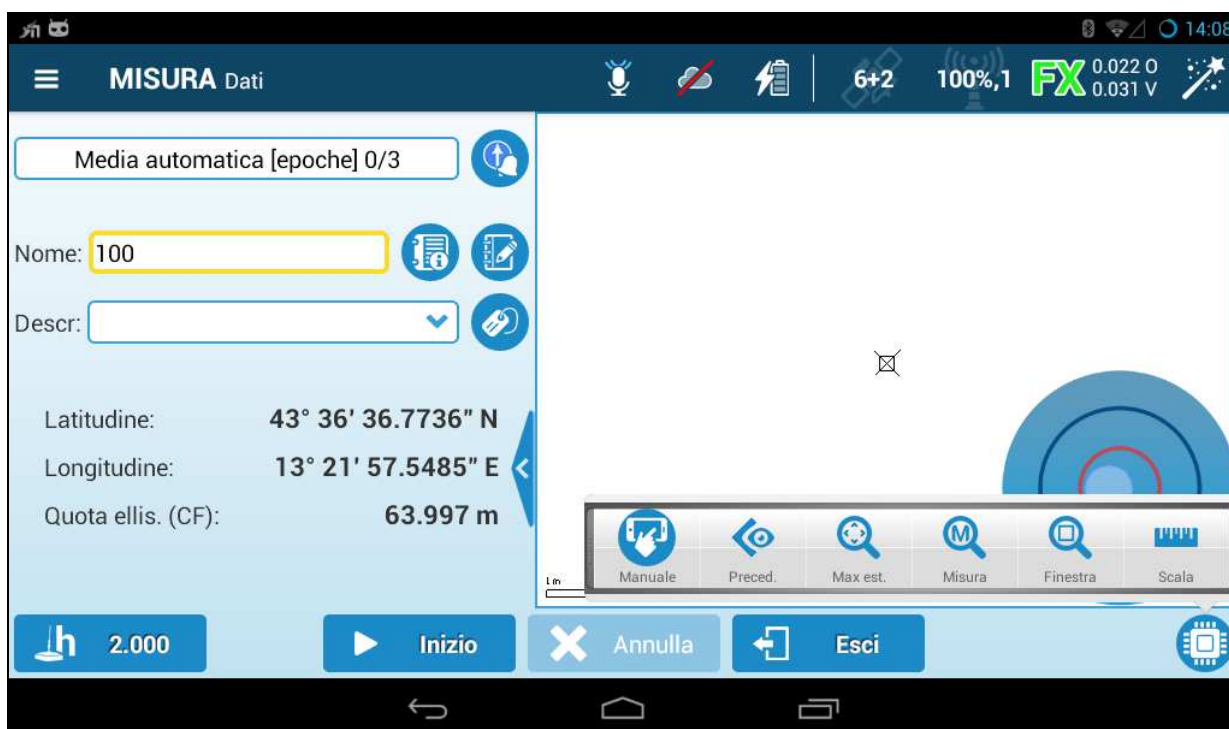 14:08
MISURA Dati
6+2
100%,1
FX
0.022 O
0.031 V
Media automatica [epoche] 0/3
Nome: 100
Descr:
Latitudine: 43° 36' 36.7736" N
Longitudine: 13° 21' 57.5485" E
Quota ellis. (CF): 63.997 m
M
Manuale Preced. Max est. Misura Finestra Scala
1 m
h 2.000 Inizio Annulla Esci